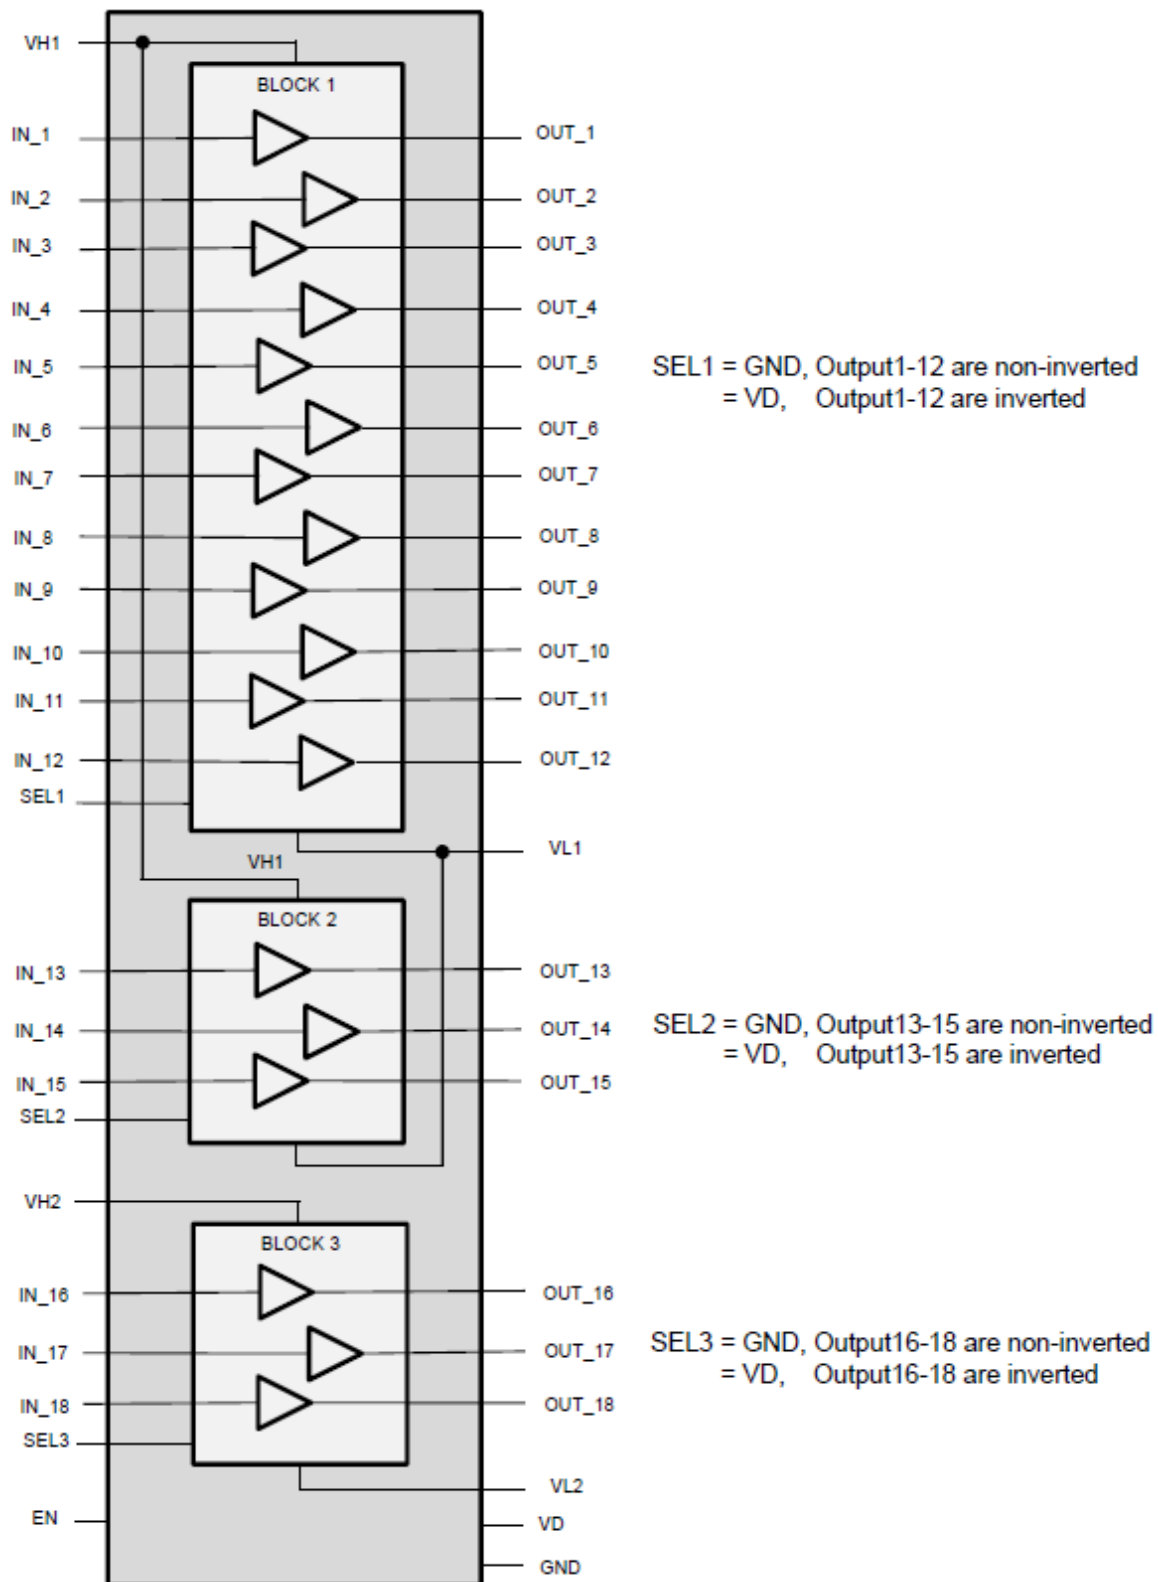 VH1
BLOCK 1
IN_1 OUT_1
IN_2 OUT_2
IN_3 OUT_3
IN_4 OUT_4
IN_5 OUT_5
SEL1 = GND, Output1-12 are non-inverted
= VD, Output1-12 are inverted
IN_6 OUT_6
IN_7 OUT_7
IN_8 OUT_8
IN_9 OUT_9
IN_10 OUT_10
IN_11 OUT_11
IN_12 OUT_12
SEL1
VL1
VH1
BLOCK 2
IN_13 OUT_13
IN_14 OUT_14
SEL2 = GND, Output13-15 are non-inverted
= VD, Output13-15 are inverted
IN_15 OUT_15
SEL2
VH2
BLOCK 3
IN_16 OUT_16
IN_17 OUT_17
SEL3 = GND, Output16-18 are non-inverted
= VD, Output16-18 are inverted
IN_18 OUT_18
SEL3
VL2
EN
VD
GND